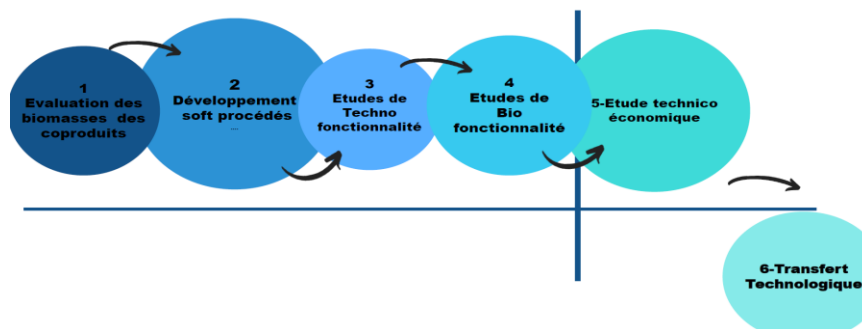 1
Evaluation des
biomasses des
coproduits
2
Développement
soft procédés
....
3
Etudes de
Techno
fonctionnalité
4
Etudes de
Bio
fonctionnalité
5-Etude technico
économique
6-Transfert
Technologique